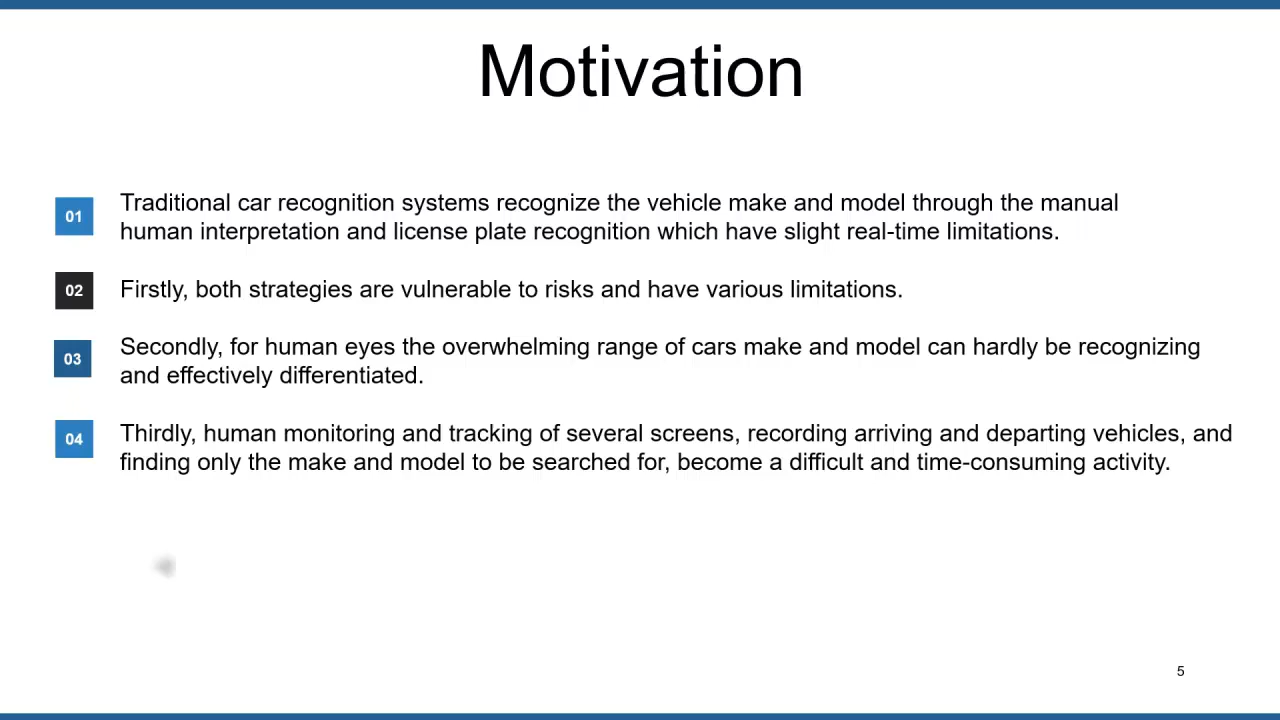 Motivation
01
Traditional car recognition systems recognize the vehicle make and model through the manual
human interpretation and license plate recognition which have slight real-time limitations.
02
Firstly, both strategies are vulnerable to risks and have various limitations.
03
Secondly, for human eyes the overwhelming range of cars make and model can hardly be recognizing
and effectively differentiated.
04
Thirdly, human monitoring and tracking of several screens, recording arriving and departing vehicles, and
finding only the make and model to be searched for, become a difficult and time-consuming activity.
5